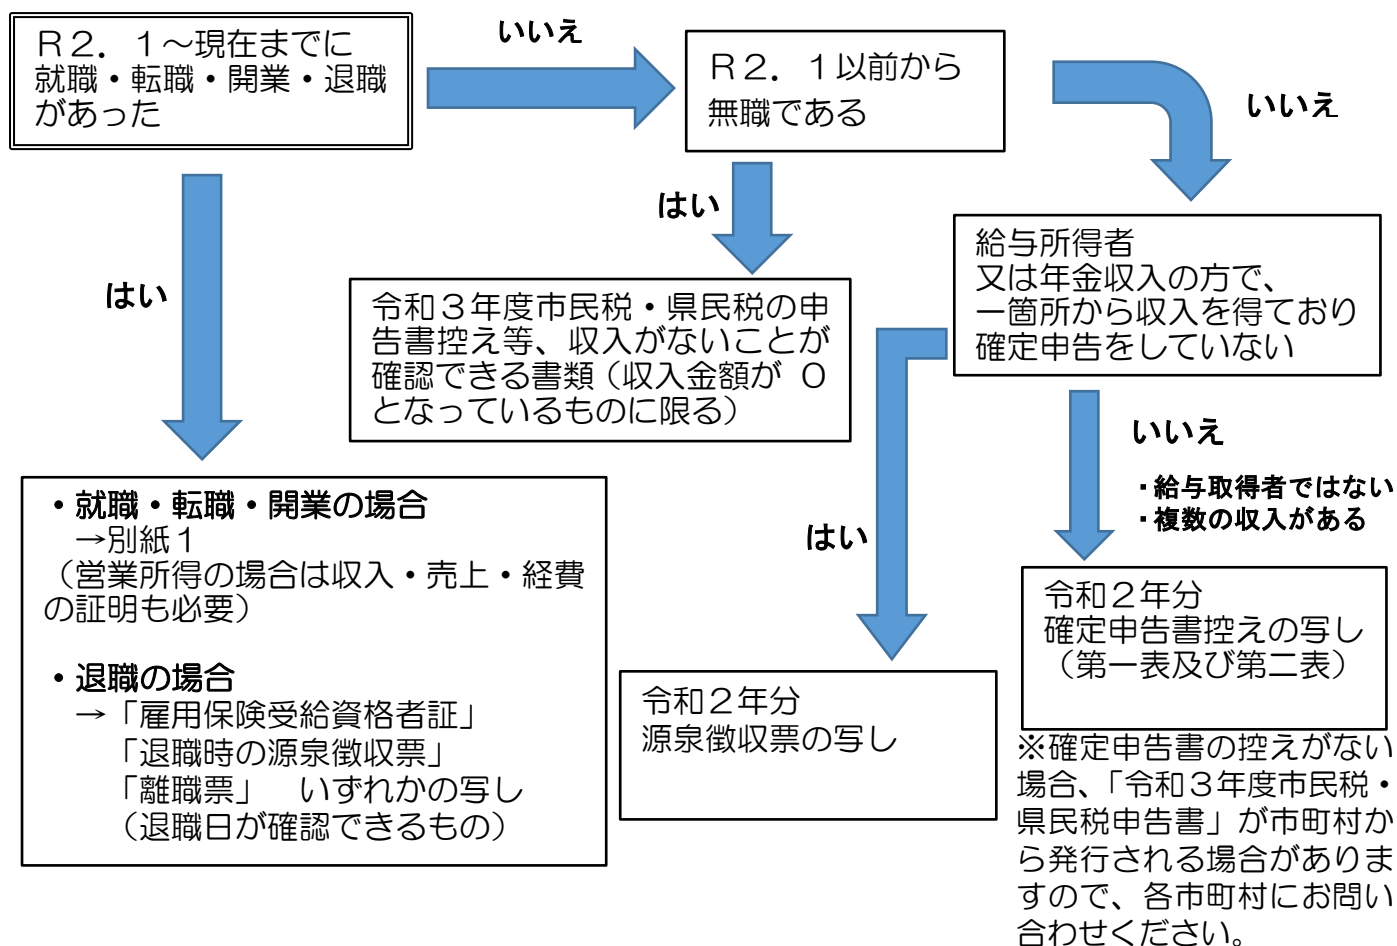 R2.1～現在までに
就職・転職・開業・退職
があった
いいえ
R2.1以前から
無職である
いいえ
はい
はい
給与所得者
又は年金収入の方で、
一箇所から収入を得ており
確定申告をしていない
令和3年度市民税・県民税の申
告書控え等、収入がないことが
確認できる書類（収入金額が 0
となっているものに限る）
いいえ
・給与取得者ではない
・複数の収入がある
はい
・就職・転職・開業の場合
→別紙1
（営業所得の場合は収入・売上・経費
の証明も必要）
・退職の場合
→「雇用保険受給資格者証」
「退職時の源泉徴収票」
「離職票」　いずれかの写し
（退職日が確認できるもの）
令和2年分
源泉徴収票の写し
令和2年分
確定申告書控えの写し
（第一表及び第二表）
※確定申告書の控えがない
場合、「令和3年度市民税・
県民税申告書」が市町村か
ら発行される場合がありま
すので、各市町村にお問い
合わせください。